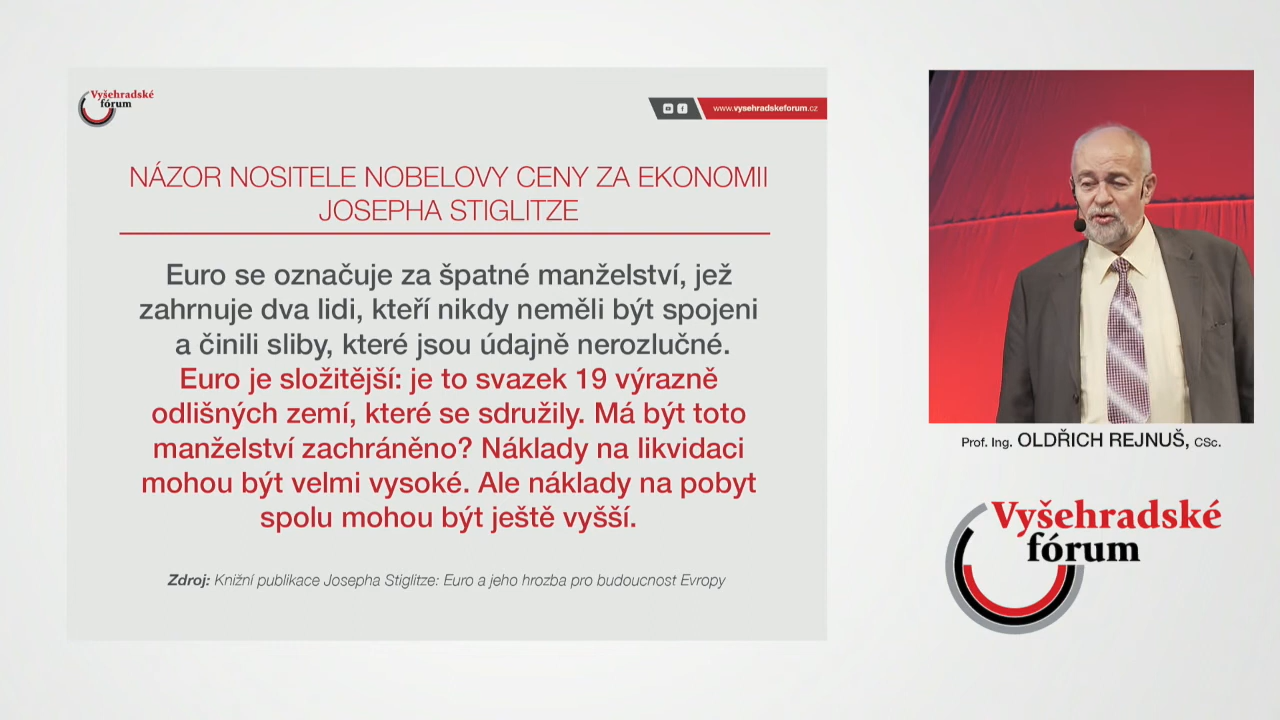 Vyšehradské
fórum
www.vysehradskeforum.cz
NÁZOR NOSITELE NOBELOVY CENY ZA EKONOMII
JOSEPHA STIGLITZE
Euro se označuje za špatné manželství, jež
zahrnuje dva lidi, kteří nikdy neměli být spojeni
a činili sliby, které jsou údajně nerozlučné.
Euro je složitější: je to svazek 19 výrazně
odlišných zemí, které se sdružily. Má být toto
manželství zachráněno? Náklady na likvidaci
mohou být velmi vysoké. Ale náklady na pobyt
spolu mohou být ještě vyšší.
Zdroj: Knižní publikace Josepha Stiglitze: Euro a jeho hrozba pro budoucnost Evropy
Prof. Ing. OLDŘICH REJNUŠ, CSc.
Vyšehradské
fórum